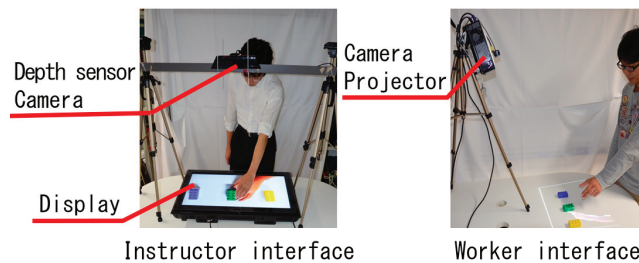 Depth sensor
Camera
Display
Instructor interface
Camera
Projector
Worker interface